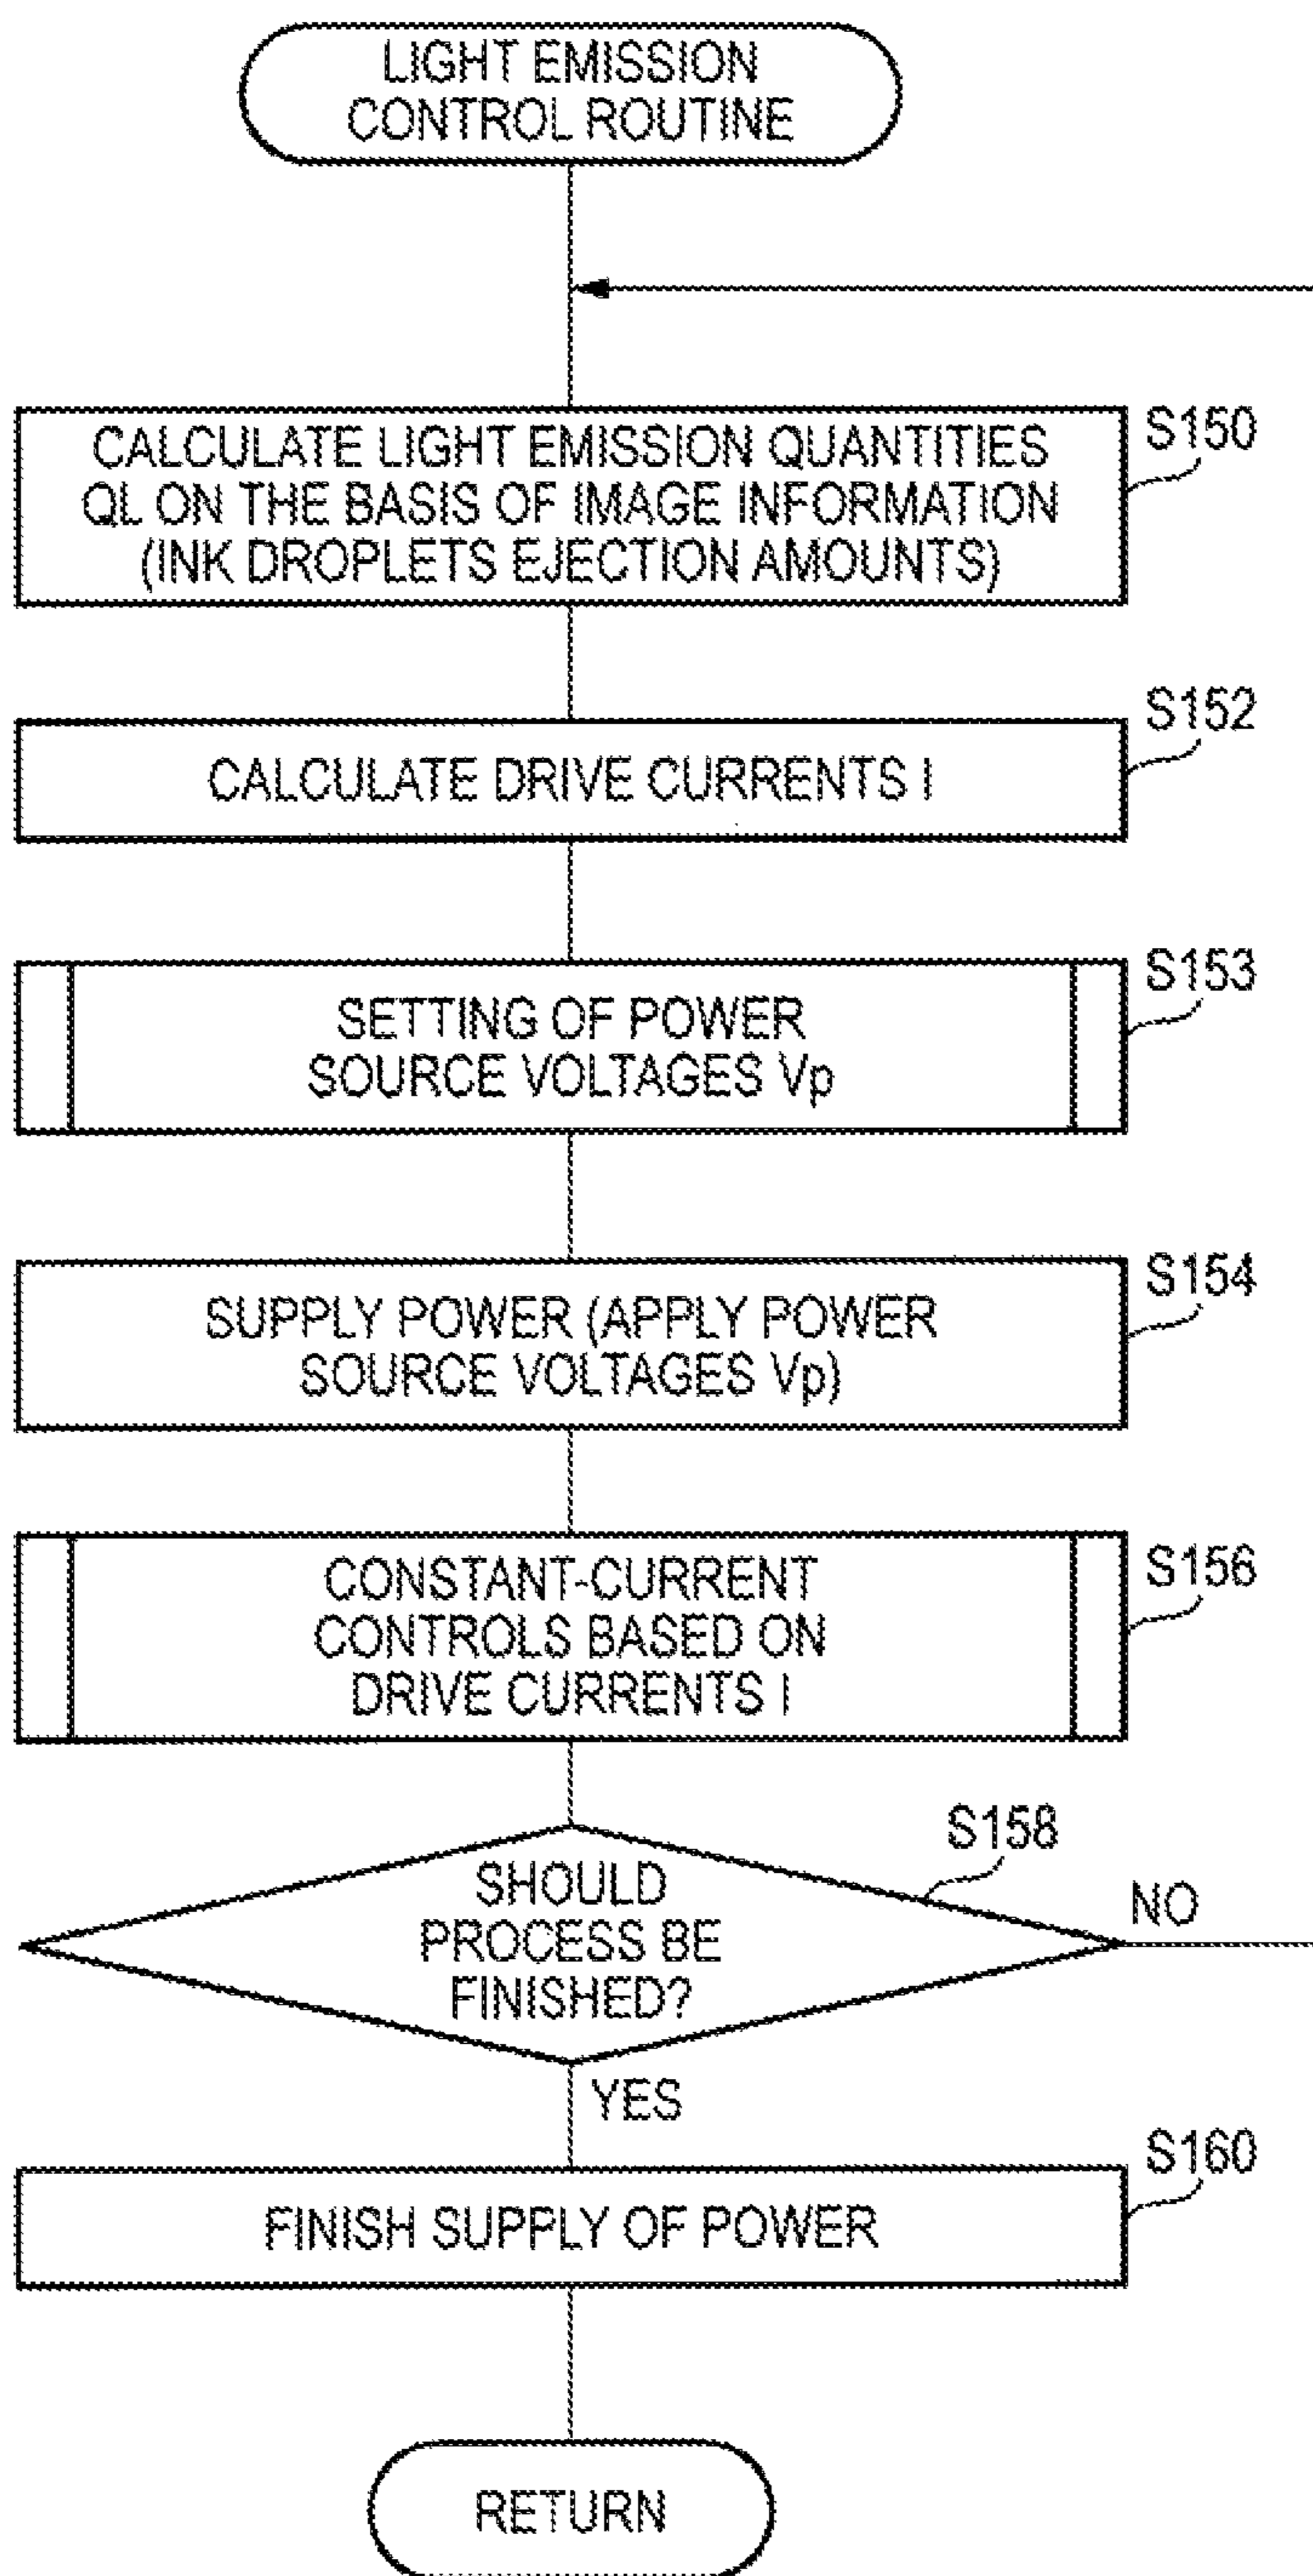 LIGHT EMISSION
CONTROL ROUTINE
S150
CALCULATE LIGHT EMISSION QUANTITIES
QL ON THE BASIS OF IMAGE INFORMATION
(INK DROPLETS EJECTION AMOUNTS)
S152
CALCULATE DRIVE CURRENTS I
S153
SETTING OF POWER
SOURCE VOLTAGES Vp
S154
SUPPLY POWER (APPLY POWER
SOURCE VOLTAGES Vp)
S156
CONSTANT-CURRENT
CONTROLS BASED ON
DRIVE CURRENTS I
S158
SHOULD
PROCESS BE
FINISHED?
NO
YES
S160
FINISH SUPPLY OF POWER
RETURN